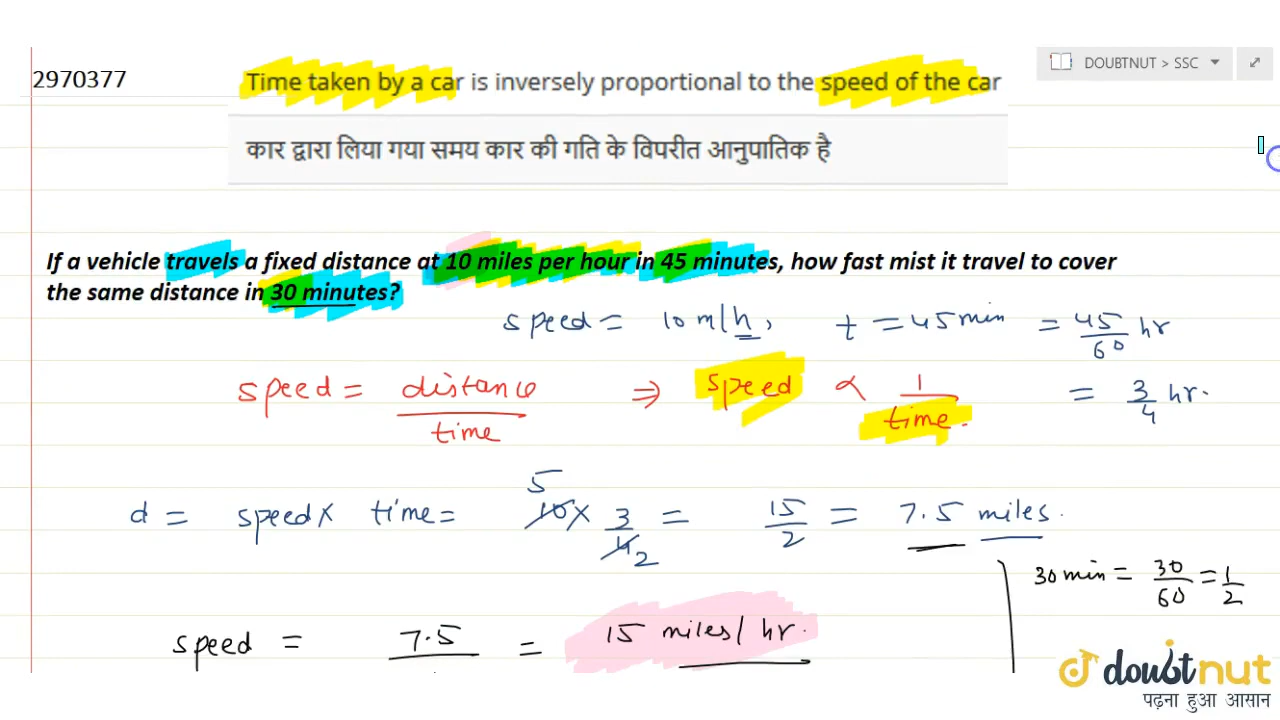 2970377
Time taken by a car is inversely proportional to the speed of the car
DOUBTNUT > SSC
कार द्वारा लिया गया समय कार की गति के विपरीत आनुपातिक है
If a vehicle travels a fixed distance at 10 miles per hour in 45 minutes, how fast mist it travel to cover
the same distance in 30 minutes?
speed = 10 m/h, t = 45 min = 45/60 hr
speed = distance/time ⇒ speed ∝ 1/time. = 3/4 hr.
d = speed x time = 5 10 x 3/4 2 = 15/2 = 7.5 miles.
30 min = 30/60 = 1/2
speed = 7.5 = 15 miles/hr.
doubtnut
पढ़ना हुआ आसान